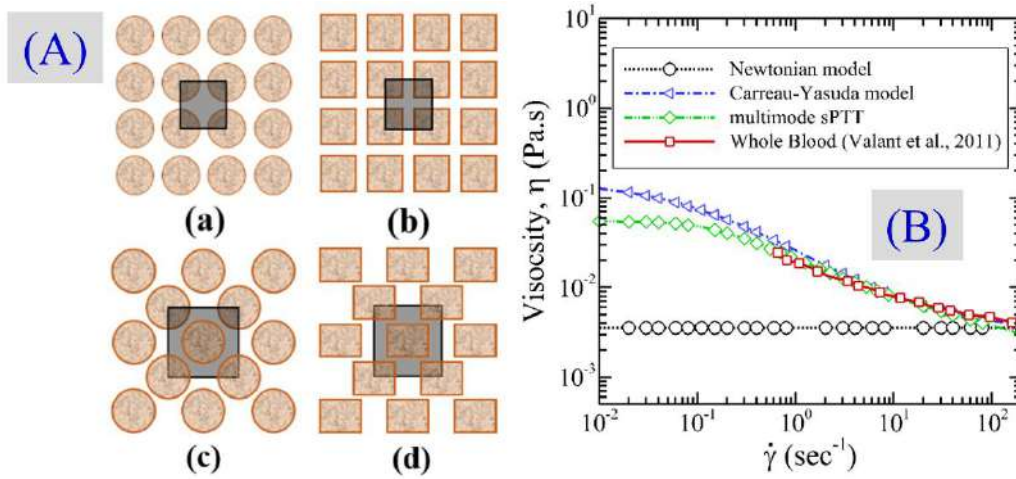 (A)
(a)
(b)
(c)
(d)
Visocsity, η (Pa.s)
10¹
10⁰
10⁻¹
10⁻²
10⁻³
Newtonian model
Carreau-Yasuda model
multimode sPTT
Whole Blood (Valant et al., 2011)
(B)
10⁻²
10⁻¹
10⁰
10¹
10²
γ̇ (sec⁻¹)